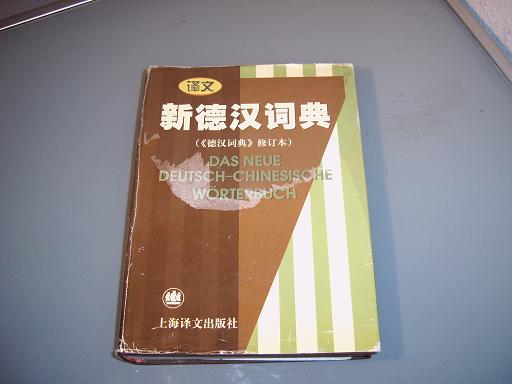 译文
新德汉词典
（《德汉词典》修订本）
DAS NEUE
DEUTSCH-CHINESISCHE
WÖRTERBUCH
上海译文出版社